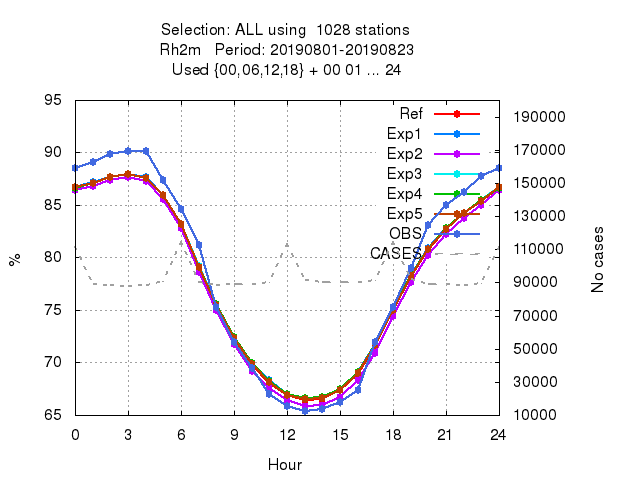 Selection: ALL using  1028 stations
Rh2m   Period: 20190801-20190823
Used {00,06,12,18} + 00 01 ... 24
95
90
85
80
75
70
65
%
190000
170000
150000
130000
110000
90000
70000
50000
30000
10000
No cases
Ref
Exp1
Exp2
Exp3
Exp4
Exp5
OBS
CASES
0 3 6 9 12 15 18 21 24
Hour